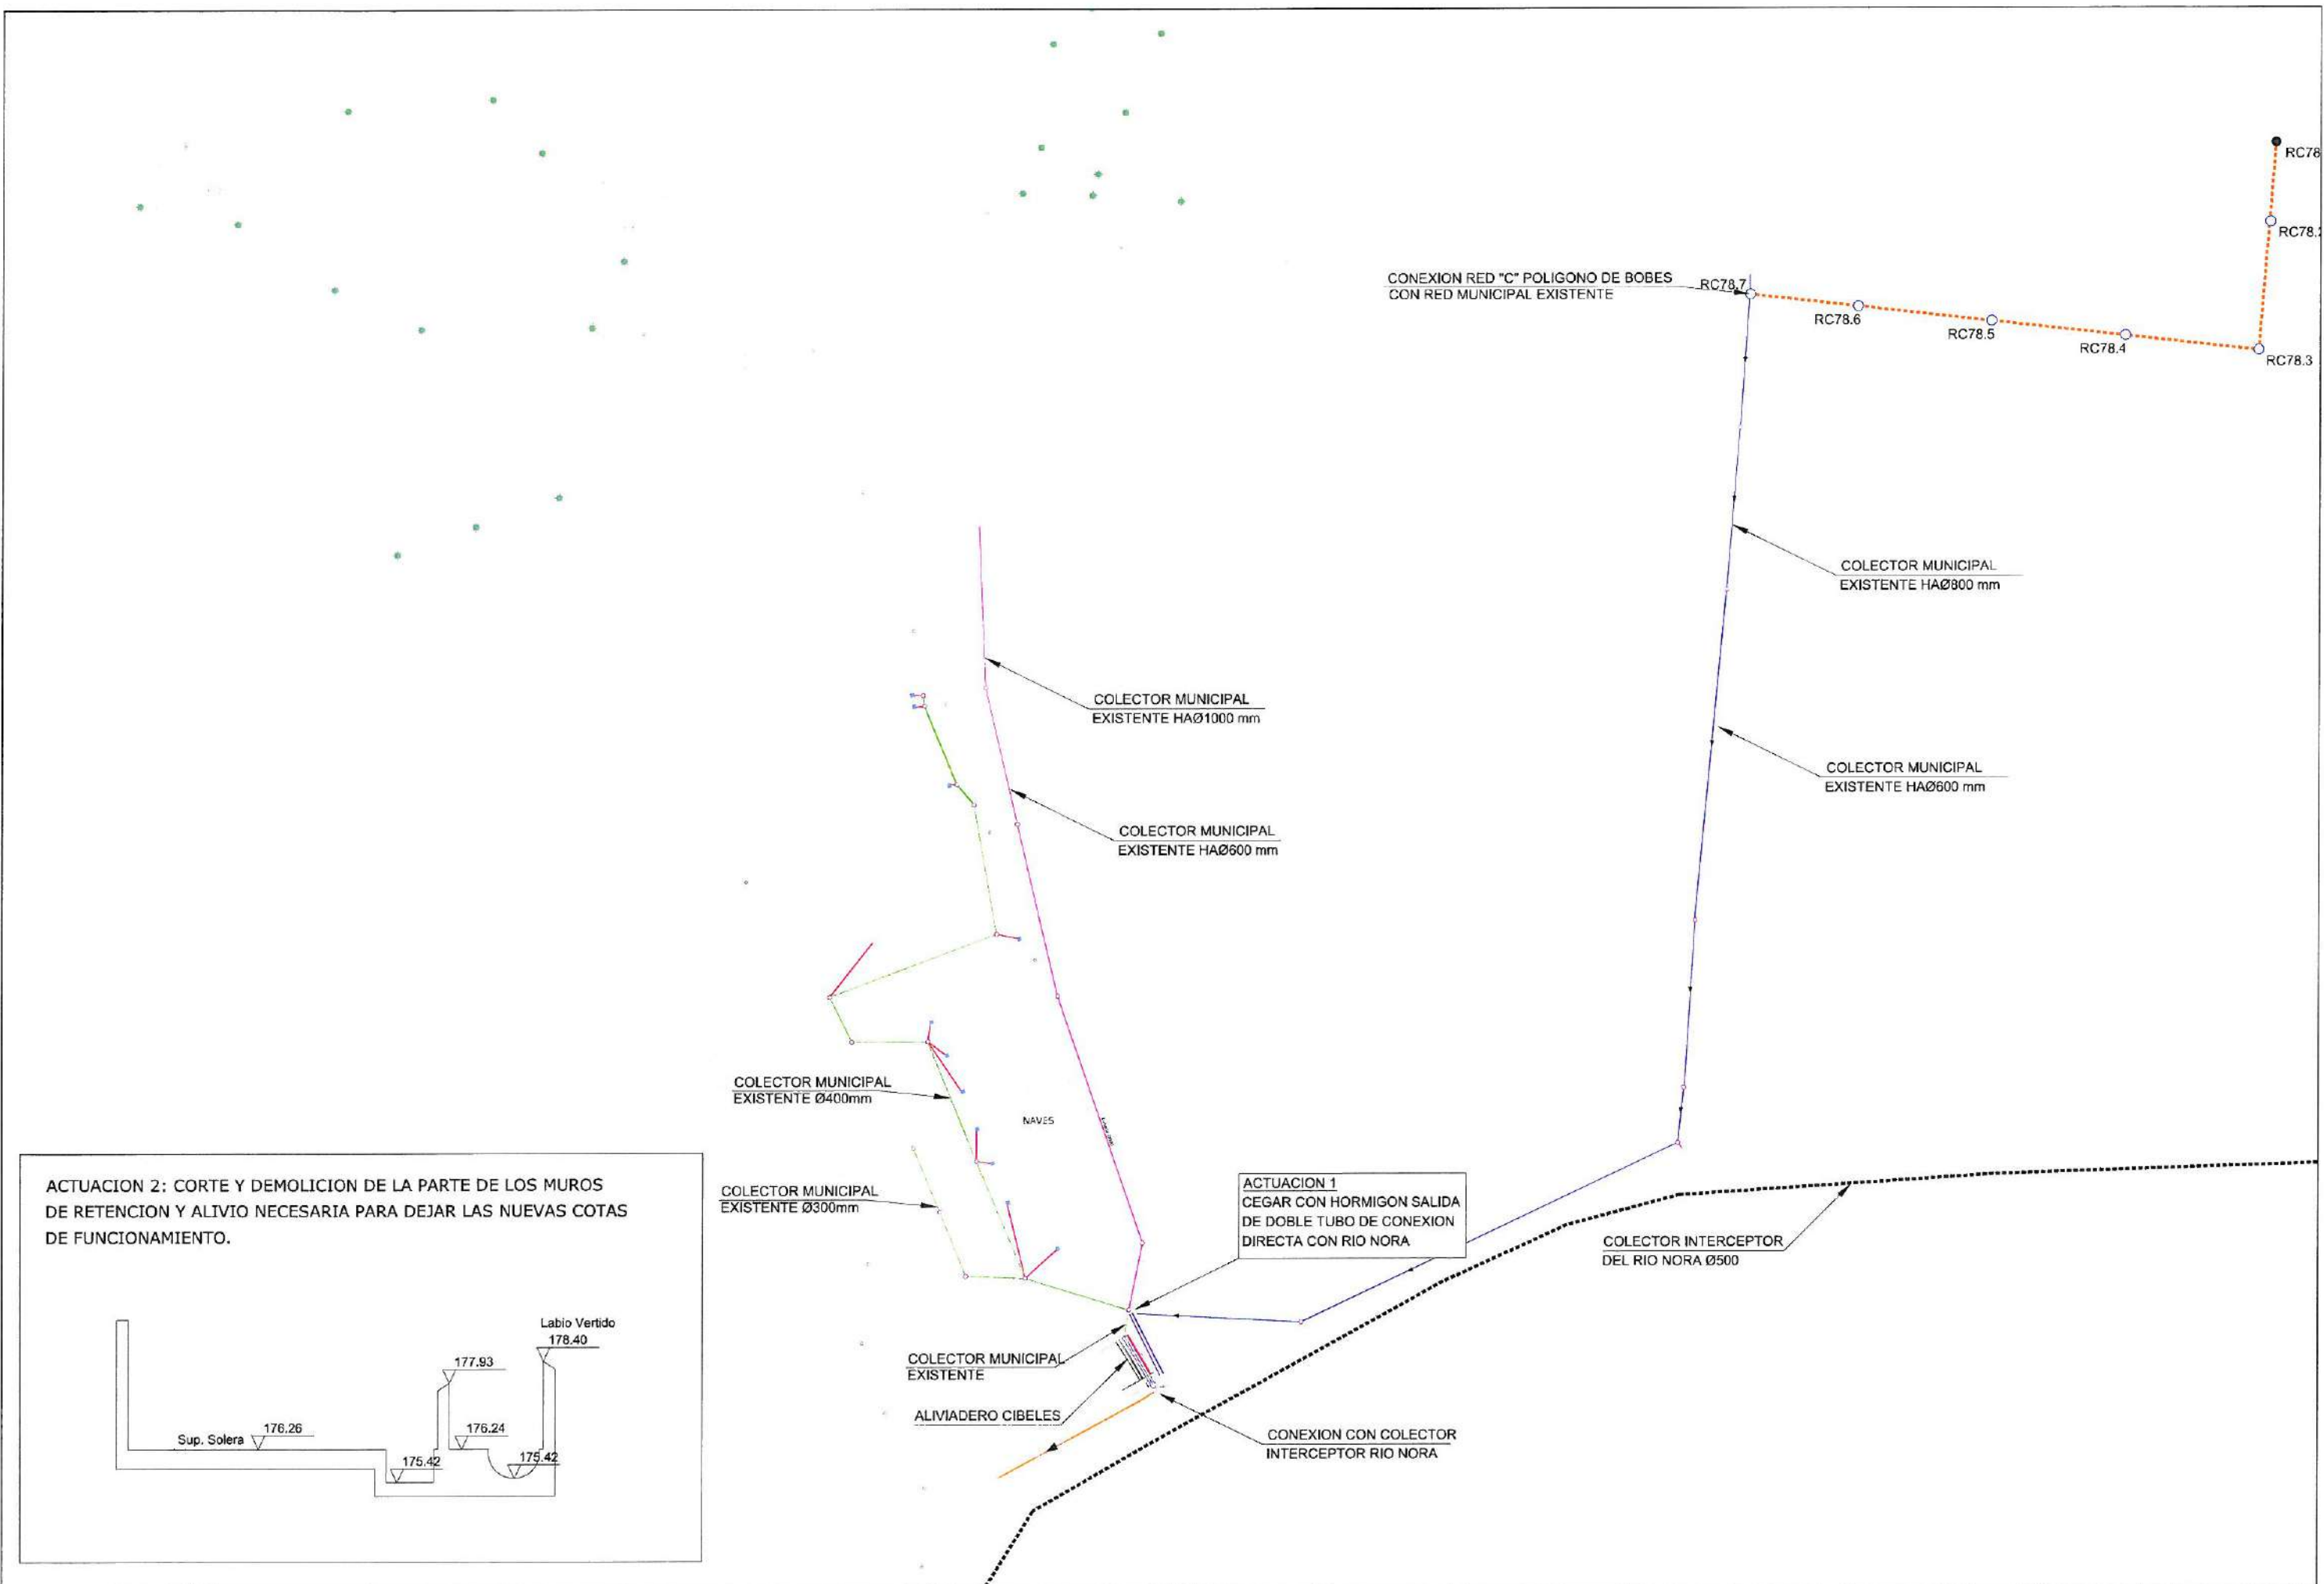 RC78
RC78.
CONEXION RED "C" POLIGONO DE BOBES
CON RED MUNICIPAL EXISTENTE
RC78.7
RC78.6
RC78.5
RC78.4
RC78.3
COLECTOR MUNICIPAL
EXISTENTE HAØ800 mm
COLECTOR MUNICIPAL
EXISTENTE HAØ1000 mm
COLECTOR MUNICIPAL
EXISTENTE HAØ600 mm
COLECTOR MUNICIPAL
EXISTENTE HAØ600 mm
COLECTOR MUNICIPAL
EXISTENTE Ø400mm
NAVES
COLECTOR MUNICIPAL
EXISTENTE Ø300mm
ACTUACION 1
CEGAR CON HORMIGON SALIDA
DE DOBLE TUBO DE CONEXION
DIRECTA CON RIO NORA
COLECTOR INTERCEPTOR
DEL RIO NORA Ø500
COLECTOR MUNICIPAL
EXISTENTE
ALIVIADERO CIBELES
CONEXION CON COLECTOR
INTERCEPTOR RIO NORA
ACTUACION 2: CORTE Y DEMOLICION DE LA PARTE DE LOS MUROS
DE RETENCION Y ALIVIO NECESARIA PARA DEJAR LAS NUEVAS COTAS
DE FUNCIONAMIENTO.
Labio Vertido
178.40
177.93
Sup. Solera 176.26
176.24
175.42
175.42